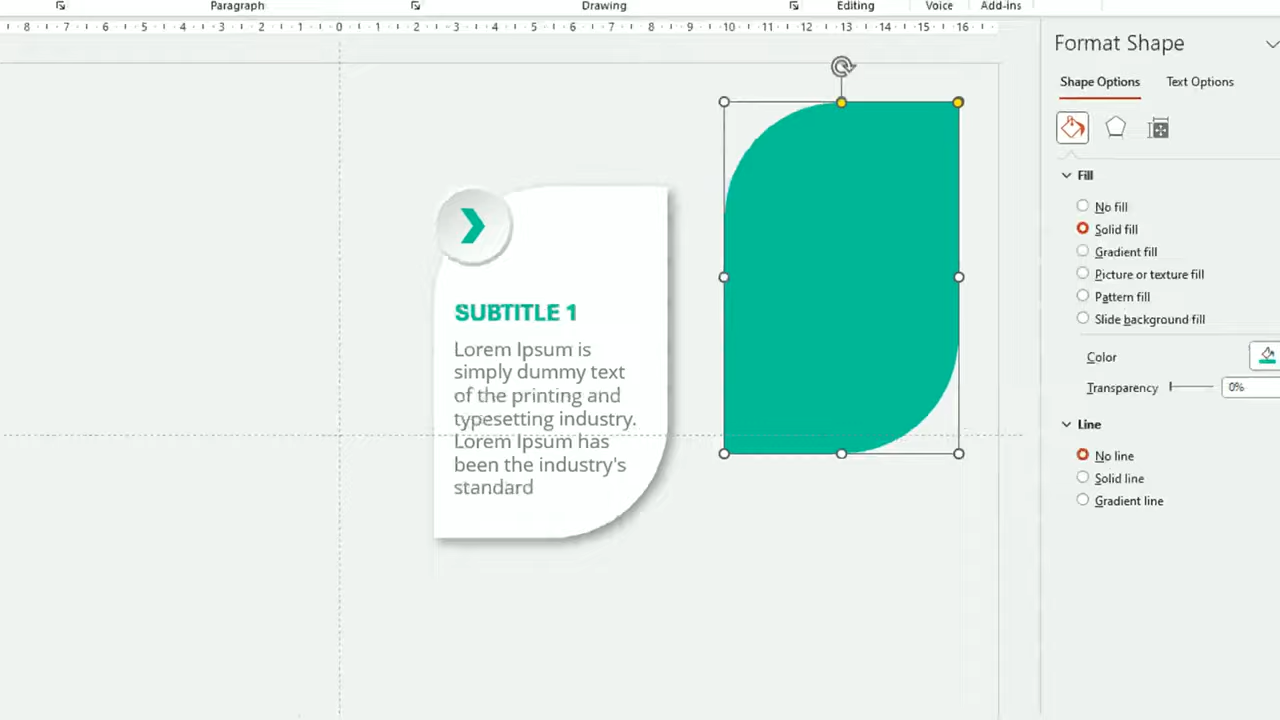 Paragraph
Drawing
Editing
Voice
Add-ins
8 7 6 5 4 3 2 1 0 1 2 3 4 5 6 7 8 9 10 11 12 13 14 15 16
Format Shape
Shape Options
Text Options
Fill
No fill
Solid fill
Gradient fill
Picture or texture fill
Pattern fill
Slide background fill
Color
Transparency
0%
Line
No line
Solid line
Gradient line
SUBTITLE 1
Lorem Ipsum is
simply dummy text
of the printing and
typesetting industry.
Lorem Ipsum has
been the industry's
standard